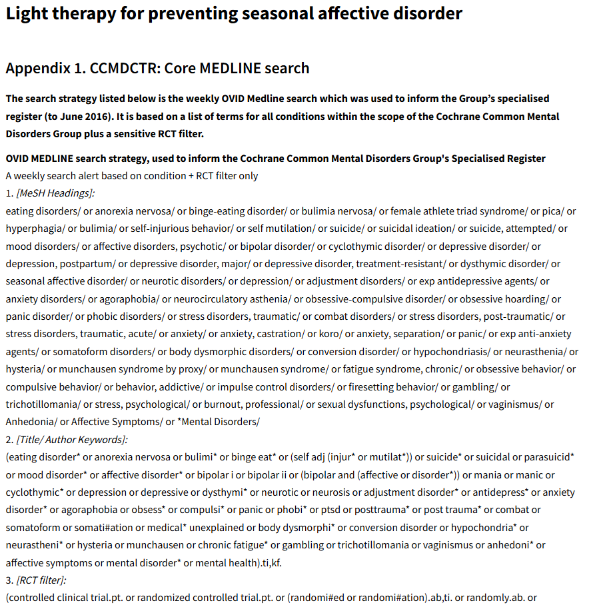 Light therapy for preventing seasonal affective disorder
Appendix 1. CCMDCTR: Core MEDLINE search
The search strategy listed below is the weekly OVID Medline search which was used to inform the Group's specialised
register (to June 2016). It is based on a list of terms for all conditions within the scope of the Cochrane Common Mental
Disorders Group plus a sensitive RCT filter.
OVID MEDLINE search strategy, used to inform the Cochrane Common Mental Disorders Group's Specialised Register
A weekly search alert based on condition + RCT filter only
1. [MeSH Headings]:
eating disorders/ or anorexia nervosa/ or binge-eating disorder/ or bulimia nervosa/ or female athlete triad syndrome/ or pica/ or
hyperphagia/ or bulimia/ or self-injurious behavior/ or self mutilation/ or suicide/ or suicidal ideation/ or suicide, attempted/ or
mood disorders/ or affective disorders, psychotic/ or bipolar disorder/ or cyclothymic disorder/ or depressive disorder/ or
depression, postpartum/ or depressive disorder, major/ or depressive disorder, treatment-resistant/ or dysthymic disorder/ or
seasonal affective disorder/ or neurotic disorders/ or depression/ or adjustment disorders/ or exp antidepressive agents/ or
anxiety disorders/ or agoraphobia/ or neurocirculatory asthenia/ or obsessive-compulsive disorder/ or obsessive hoarding/ or
panic disorder/ or phobic disorders/ or stress disorders, traumatic/ or combat disorders/ or stress disorders, post-traumatic/ or
stress disorders, traumatic, acute/ or anxiety/ or anxiety, castration/ or koro/ or anxiety, separation/ or panic/ or exp anti-anxiety
agents/ or somatoform disorders/ or body dysmorphic disorders/ or conversion disorder/ or hypochondriasis/ or neurasthenia/ or
hysteria/ or munchausen syndrome by proxy/ or munchausen syndrome/ or fatigue syndrome, chronic/ or obsessive behavior/ or
compulsive behavior/ or behavior, addictive/ or impulse control disorders/ or firesetting behavior/ or gambling/ or
trichotillomania/ or stress, psychological/ or burnout, professional/ or sexual dysfunctions, psychological/ or vaginismus/ or
Anhedonia/ or Affective Symptoms/ or *Mental Disorders/
2. [Title/ Author Keywords]:
(eating disorder* or anorexia nervosa or bulimi* or binge eat* or (self adj (injur* or mutilat*)) or suicide* or suicidal or parasuicid*
or mood disorder* or affective disorder* or bipolar i or bipolar ii or (bipolar and (affective or disorder*)) or mania or manic or
cyclothymic* or depression or depressive or dysthymi* or neurotic or neurosis or adjustment disorder* or antidepress* or anxiety
disorder* or agoraphobia or obsess* or compulsi* or panic or phobi* or ptsd or posttrauma* or post trauma* or combat or
somatoform or somati#ation or medical* unexplained or body dysmorphi* or conversion disorder or hypochondria* or
neurastheni* or hysteria or munchausen or chronic fatigue* or gambling or trichotillomania or vaginismus or anhedoni* or
affective symptoms or mental disorder* or mental health).ti,kf.
3. [RCT filter]:
(controlled clinical trial.pt. or randomized controlled trial.pt. or (randomi#ed or randomi#ation).ab,ti. or randomly.ab. or